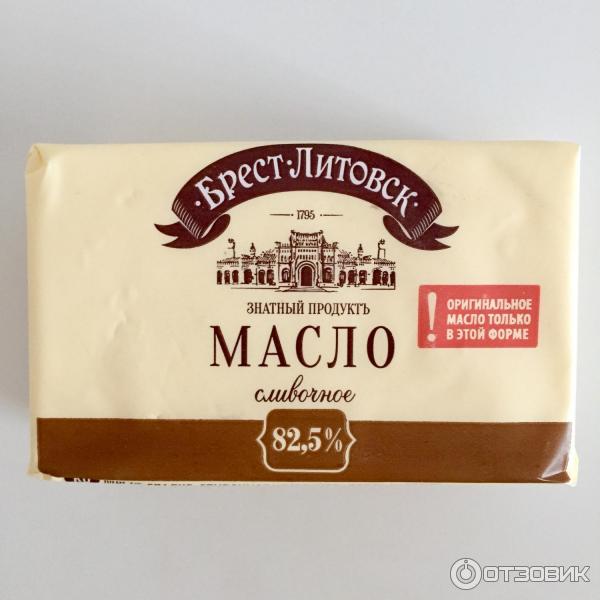 ·Брест·Литовск·
1795
ЗНАТНЫЙ ПРОДУКТЪ
МАСЛО
сливочное
82,5%
! ОРИГИНАЛЬНОЕ
МАСЛО ТОЛЬКО
В ЭТОЙ ФОРМЕ
ОТЗОВИК